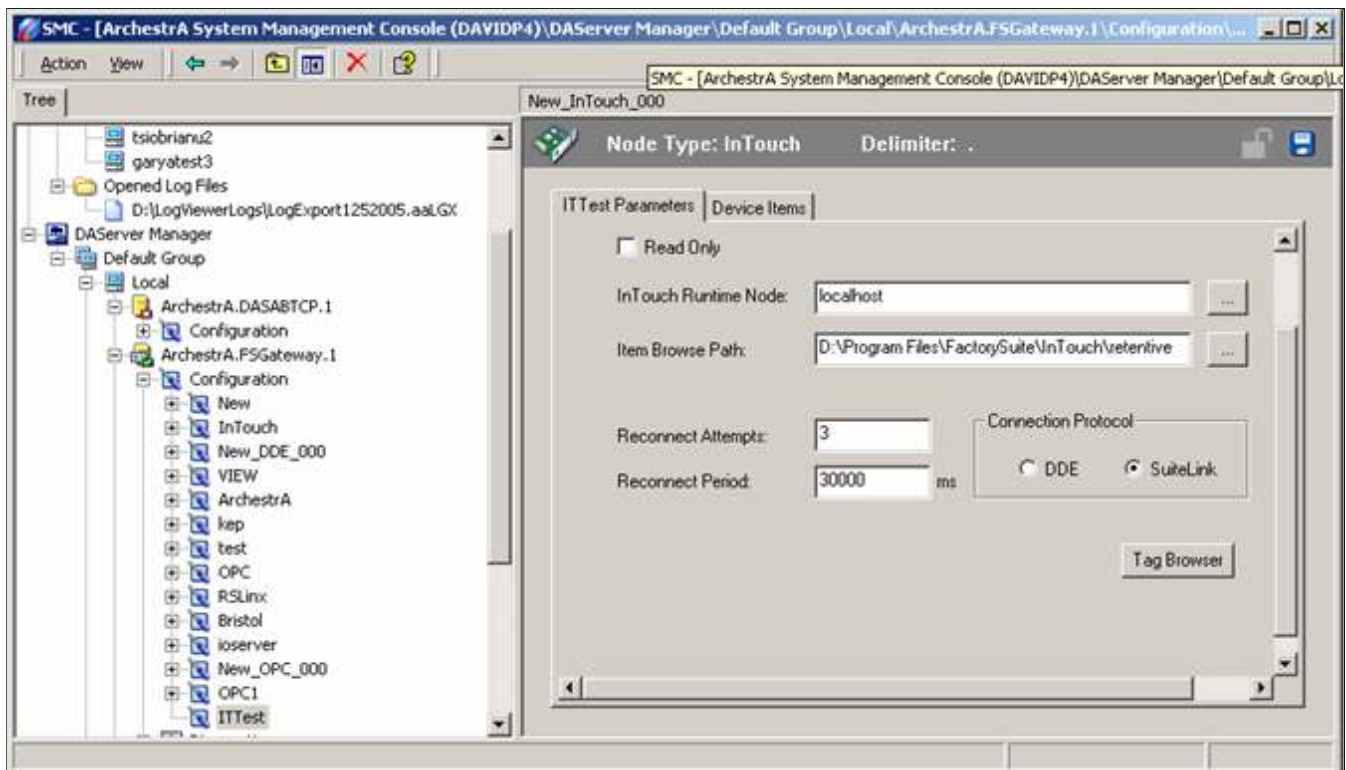 SMC - [ArchestrA System Management Console (DAVIDP4)\DAServer Manager\Default Group\Local\ArchestrA.FSGateway.1\Configuration\...
Action View
SMC - [ArchestrA System Management Console (DAVIDP4)\DAServer Manager\Default Group\Lo
Tree
New_InTouch_000
tsiobrianu2
garyatest3
Opened Log Files
D:\LogViewerLogs\LogExport1252005.aaLGX
DAServer Manager
Default Group
Local
ArchestrA.DASABTCP.1
Configuration
ArchestrA.FSGateway.1
Configuration
New
InTouch
New_DDE_000
VIEW
ArchestrA
kep
test
OPC
RSLinx
Bristol
ioserver
New_OPC_000
OPC1
ITTest
Node Type: InTouch Delimiter: .
ITTest Parameters Device Items
Read Only
InTouch Runtime Node: localhost ...
Item Browse Path: D:\Program Files\FactorySuite\InTouch\retentive ...
Reconnect Attempts: 3
Reconnect Period: 30000 ms
Connection Protocol
DDE SuiteLink
Tag Browser